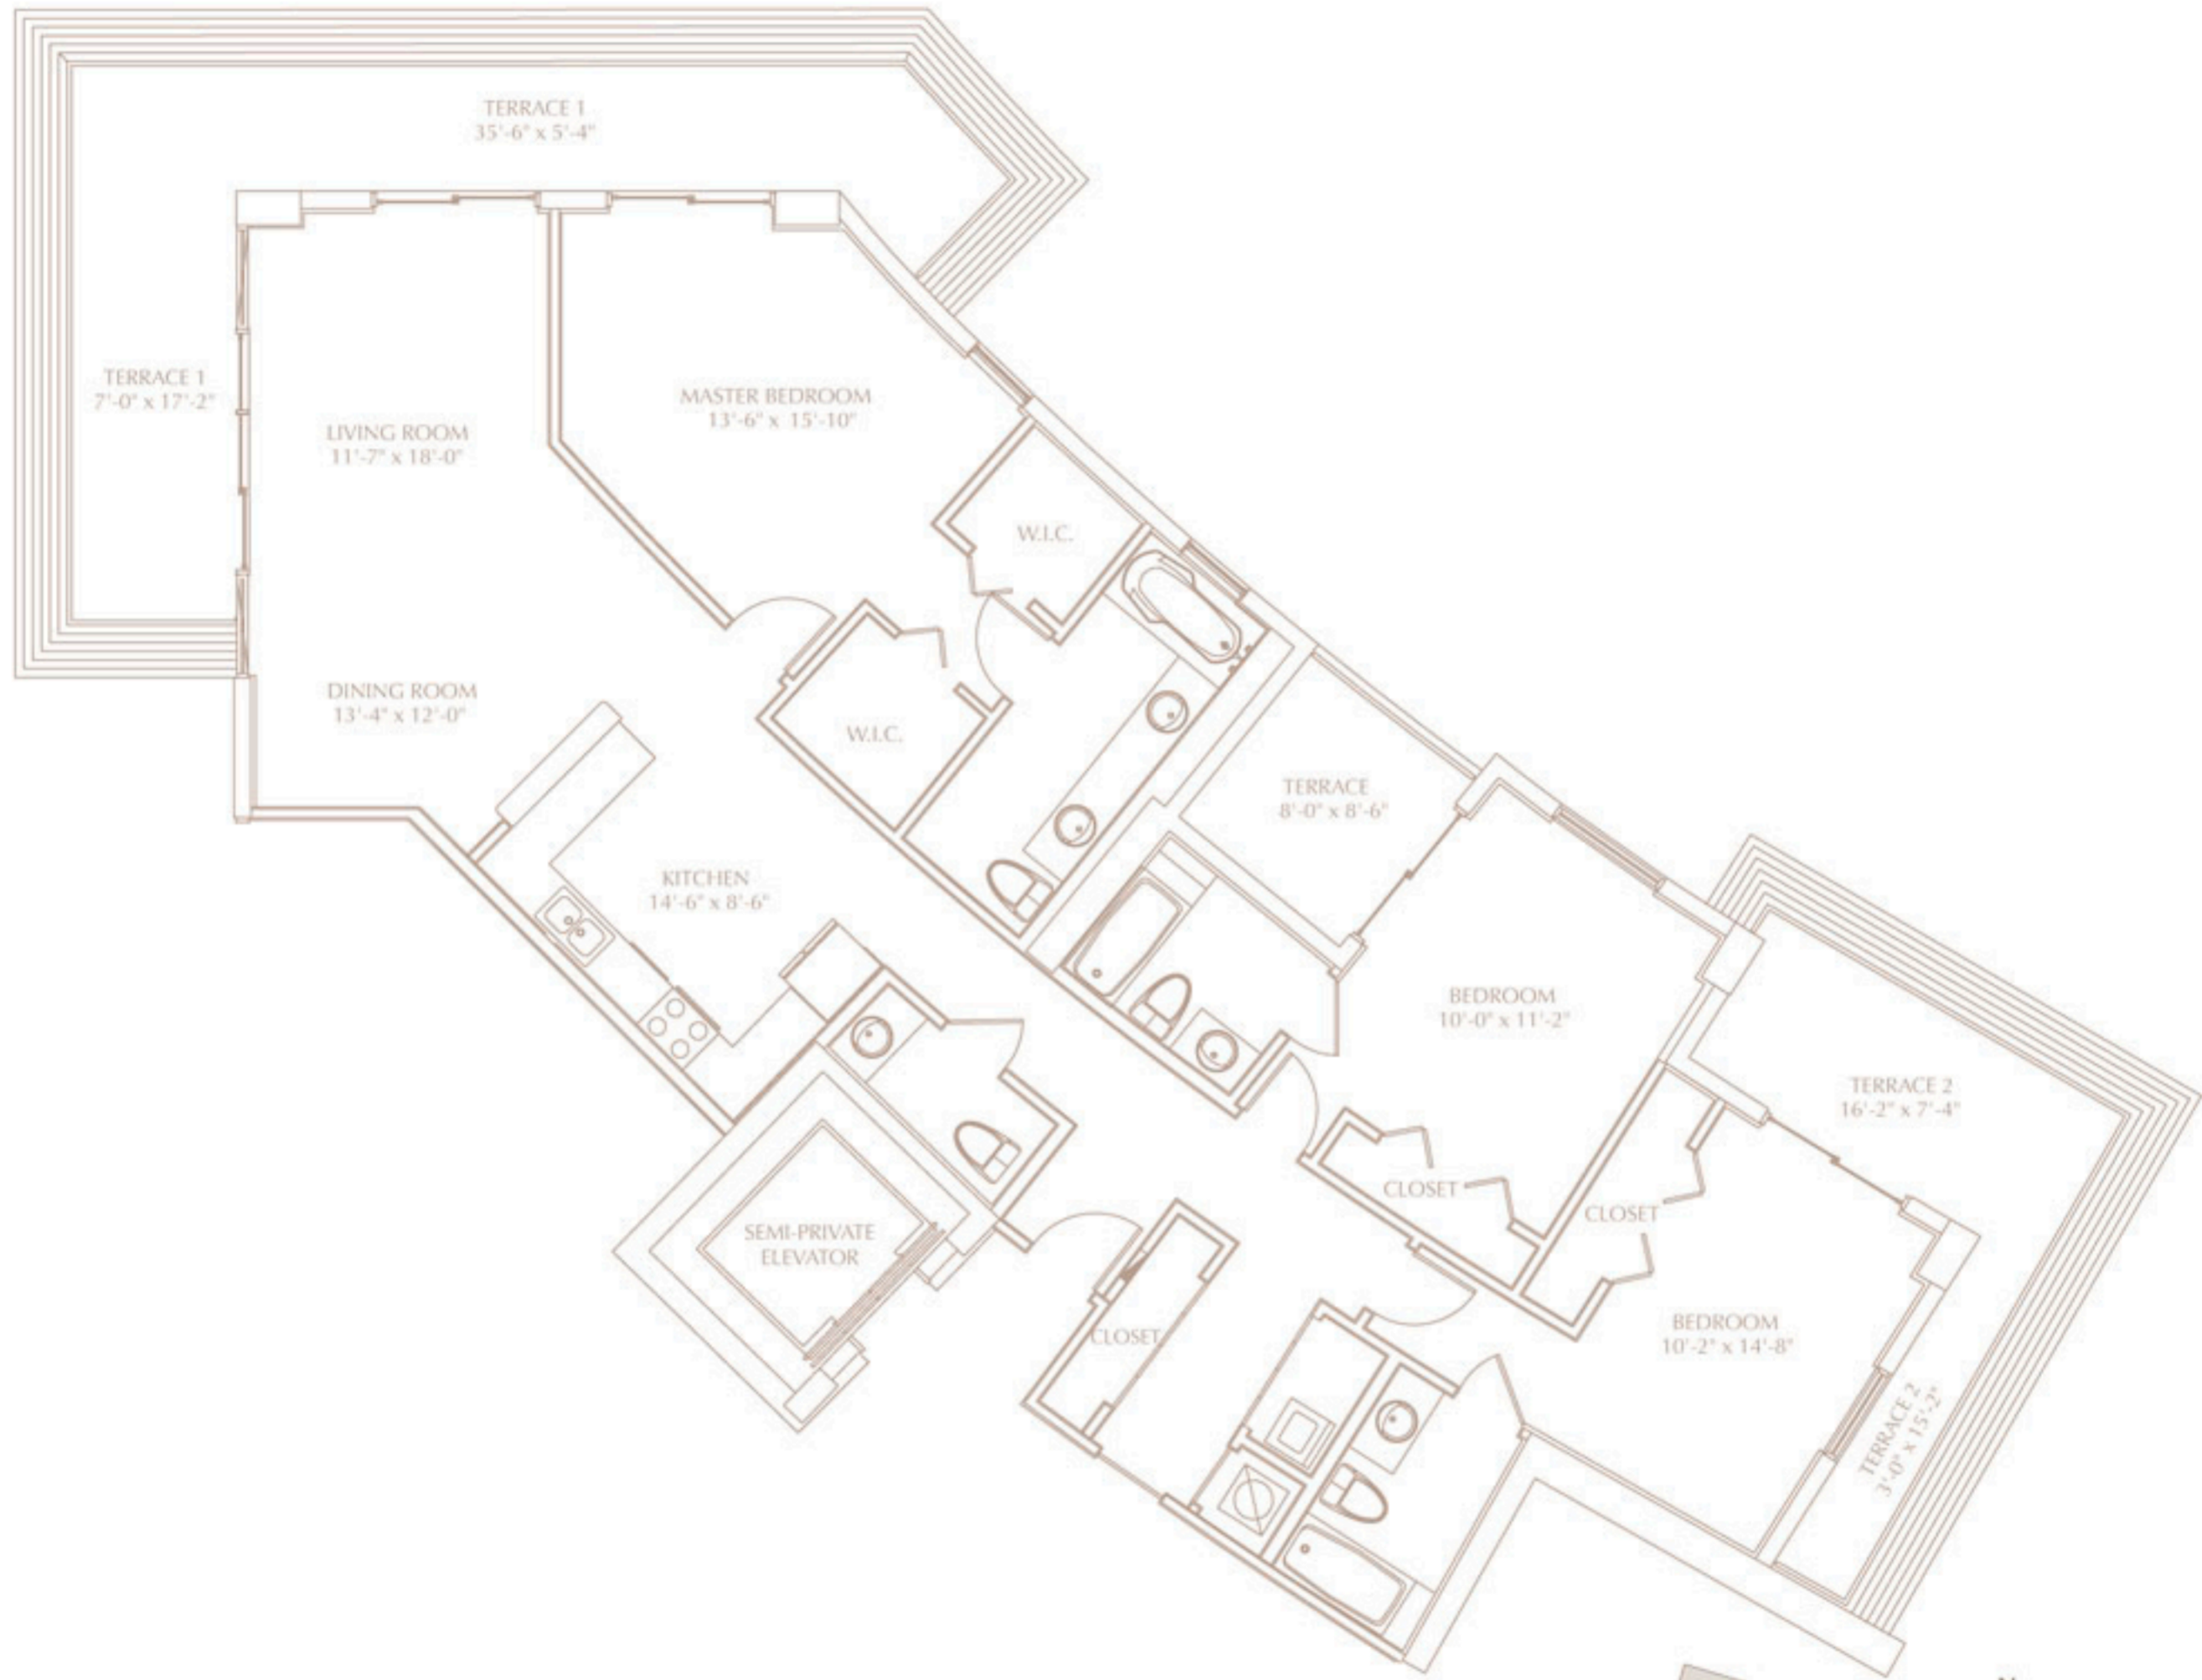 TERRACE 1
35'-6" x 5'-4"
TERRACE 1
7'-0" x 17'-2"
LIVING ROOM
11'-7" x 18'-0"
MASTER BEDROOM
13'-6" x 15'-10"
W.I.C.
DINING ROOM
13'-4" x 12'-0"
W.I.C.
TERRACE
8'-0" x 8'-6"
KITCHEN
14'-6" x 8'-6"
BEDROOM
10'-0" x 11'-2"
TERRACE 2
16'-2" x 7'-4"
CLOSET
CLOSET
SEMI-PRIVATE
ELEVATOR
CLOSET
BEDROOM
10'-2" x 14'-8"
TERRACE 2
3'-0" x 15'-2"